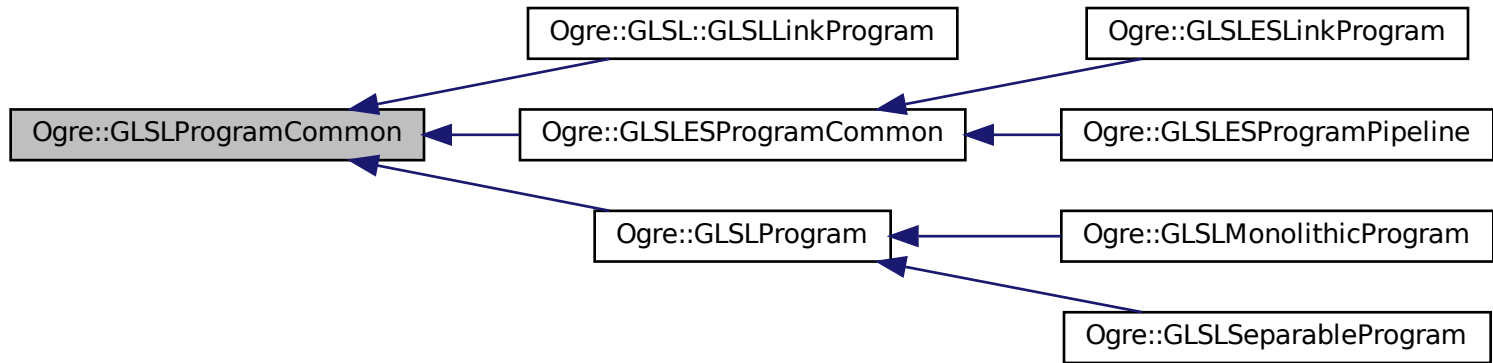 Ogre::GLSL::GLSLLinkProgram
Ogre::GLSLESLinkProgram
Ogre::GLSLProgramCommon
Ogre::GLSLESProgramCommon
Ogre::GLSLESProgramPipeline
Ogre::GLSLProgram
Ogre::GLSLMonolithicProgram
Ogre::GLSLSeparableProgram